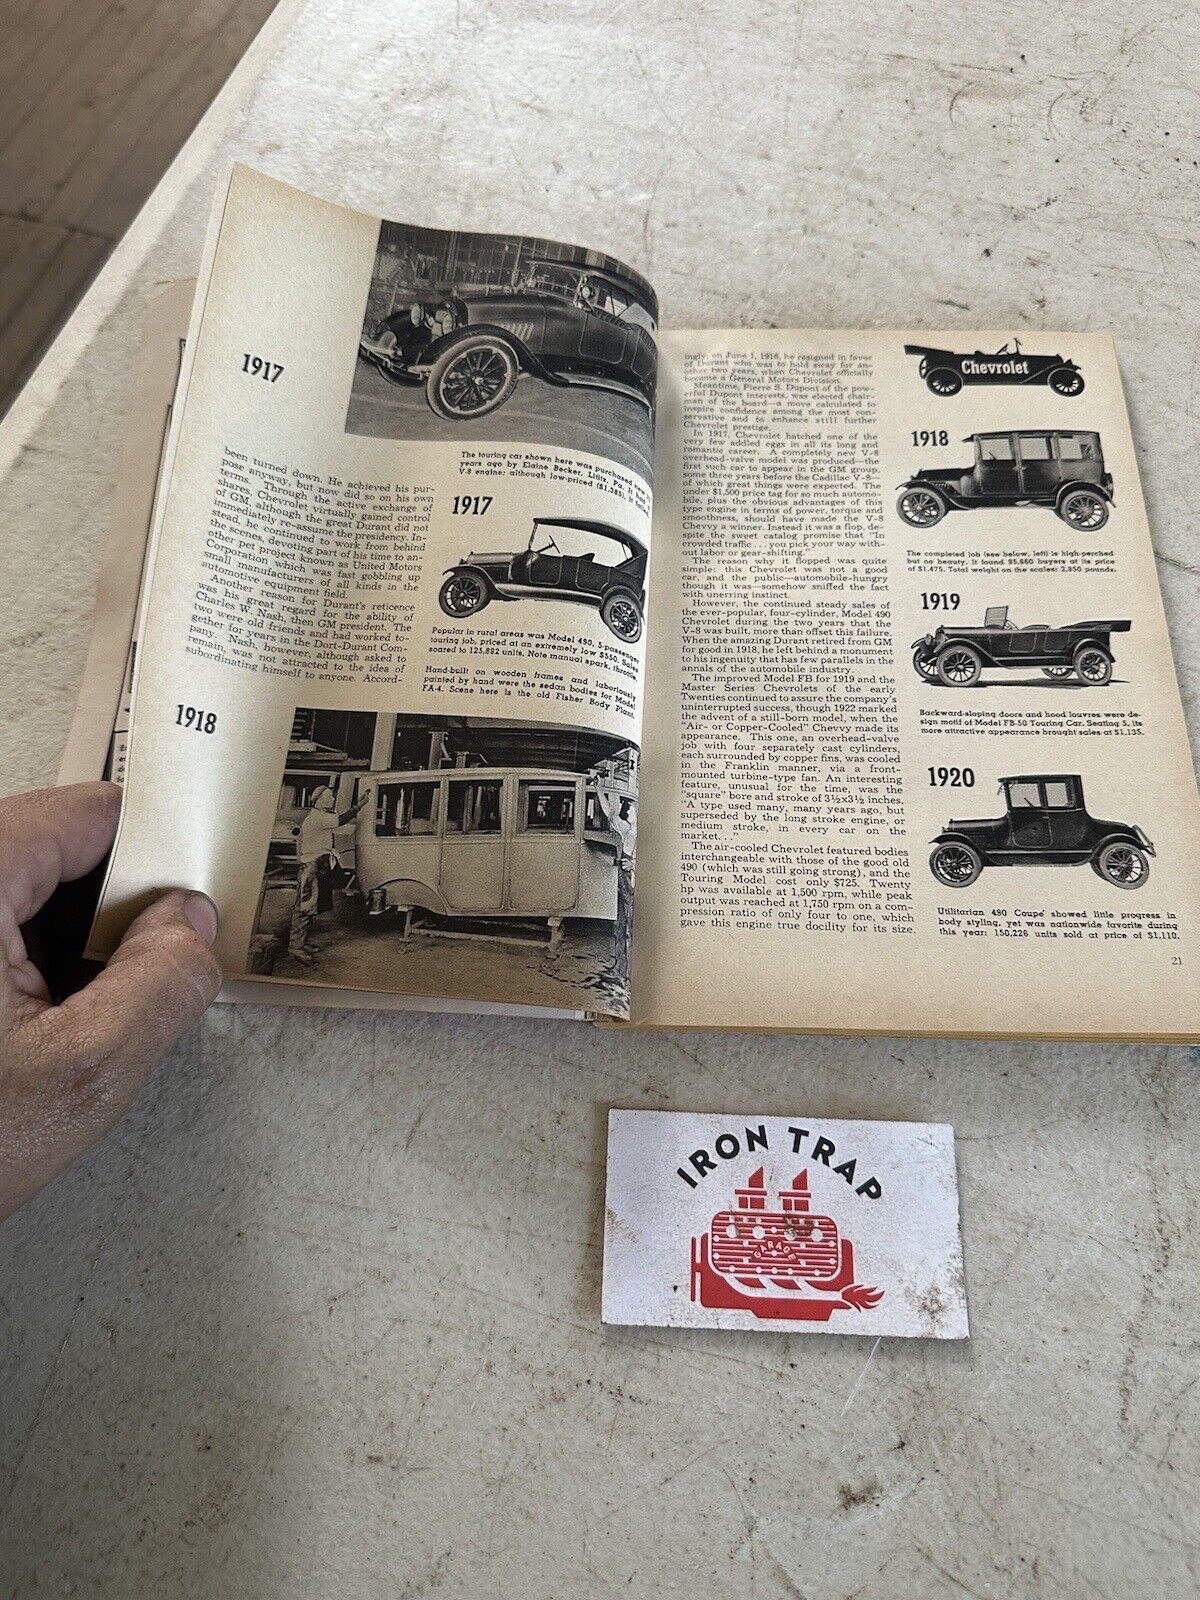 1917
The touring car shown here was purchased
years ago by Elaine Becker, Lititz, Pa. It
V-8 engine; although low-priced ($1,385), it
been turned down. He achieved his pur-
pose anyway, but now did so on his own
terms. Through the active exchange of
shares, Chevrolet virtually gained control
of GM, although the great Durant did not
immediately re-assume the presidency. In-
stead, he continued to work from behind
the scenes, devoting part of his time to an-
other pet project known as United Motors
Corporation which was fast gobbling up
small manufacturers of all kinds in the
automotive equipment field.
Another reason for Durant's reticence
was his great regard for the ability of
Charles W. Nash, then GM president. The
two were old friends and had worked to-
gether for years in the Dort-Durant Com-
pany. Nash, however, although asked to
remain, was not attracted to the idea of
subordinating himself to anyone. Accord-
1917
Popular in rural areas was Model 490, 5-passenger
touring job, priced at an extremely low $550. Sales
soared to 125,882 units. Note manual spark, throttle
Hand-built on wooden frames and laboriously
painted by hand were the sedan bodies for Model
FA-4. Scene here is the old Fisher Body Plant.
1918
ingly, on June 1, 1916, he resigned in favor
of Durant who was to hold sway for an-
other two years, when Chevrolet officially
became a General Motors Division.
Meantime, Pierre S. Dupont of the pow-
erful Dupont interests, was elected chair-
man of the board—a move calculated to
inspire confidence among the most con-
servative and to enhance still further
Chevrolet prestige.
In 1917, Chevrolet hatched one of the
very few addled eggs in all its long and
romantic career. A completely new V-8
overhead-valve model was produced—the
first such car to appear in the GM group,
some three years before the Cadillac V-8—
of which great things were expected. The
under $1,500 price tag for so much automo-
bile, plus the obvious advantages of this
type engine in terms of power, torque and
smoothness, should have made the V-8
Chevvy a winner. Instead it was a flop, de-
spite the sweet catalog promise that "In
crowded traffic . . . you pick your way with-
out labor or gear-shifting."
The reason why it flopped was quite
simple: this Chevrolet was not a good
car, and the public—automobile-hungry
though it was—somehow sniffed the fact
with unerring instinct.
However, the continued steady sales of
the ever-popular, four-cylinder, Model 490
Chevrolet during the two years that the
V-8 was built, more than offset this failure.
When the amazing Durant retired from GM
for good in 1918, he left behind a monument
to his ingenuity that has few parallels in the
annals of the automobile industry.
The improved Model FB for 1919 and the
Master Series Chevrolets of the early
Twenties continued to assure the company's
uninterrupted success, though 1922 marked
the advent of a still-born model, when the
"Air- or Copper-Cooled" Chevvy made its
appearance. This one, an overhead-valve
job with four separately cast cylinders,
each surrounded by copper fins, was cooled
in the Franklin manner, via a front-
mounted turbine-type fan. An interesting
feature, unusual for the time, was the
"square" bore and stroke of 3½x3½ inches.
"A type used many, many years ago, but
superseded by the long stroke engine, or
medium stroke, in every car on the
market. . ."
The air-cooled Chevrolet featured bodies
interchangeable with those of the good old
490 (which was still going strong), and the
Touring Model cost only $725. Twenty
hp was available at 1,500 rpm, while peak
output was reached at 1,750 rpm on a com-
pression ratio of only four to one, which
gave this engine true docility for its size.
Chevrolet
1918
The completed job (see below, left) is high-perched
but no beauty. It found 95,660 buyers at its price
of $1,475. Total weight on the scales: 2,950 pounds.
1919
Backward-sloping doors and hood louvres were de-
sign motif of Model FB-50 Touring Car. Seating 5, its
more attractive appearance brought sales at $1,135.
1920
Utilitarian 490 Coupé showed little progress in
body styling, yet was nationwide favorite during
this year: 150,226 units sold at price of $1,110.
21
IRON TRAP
GARAGE